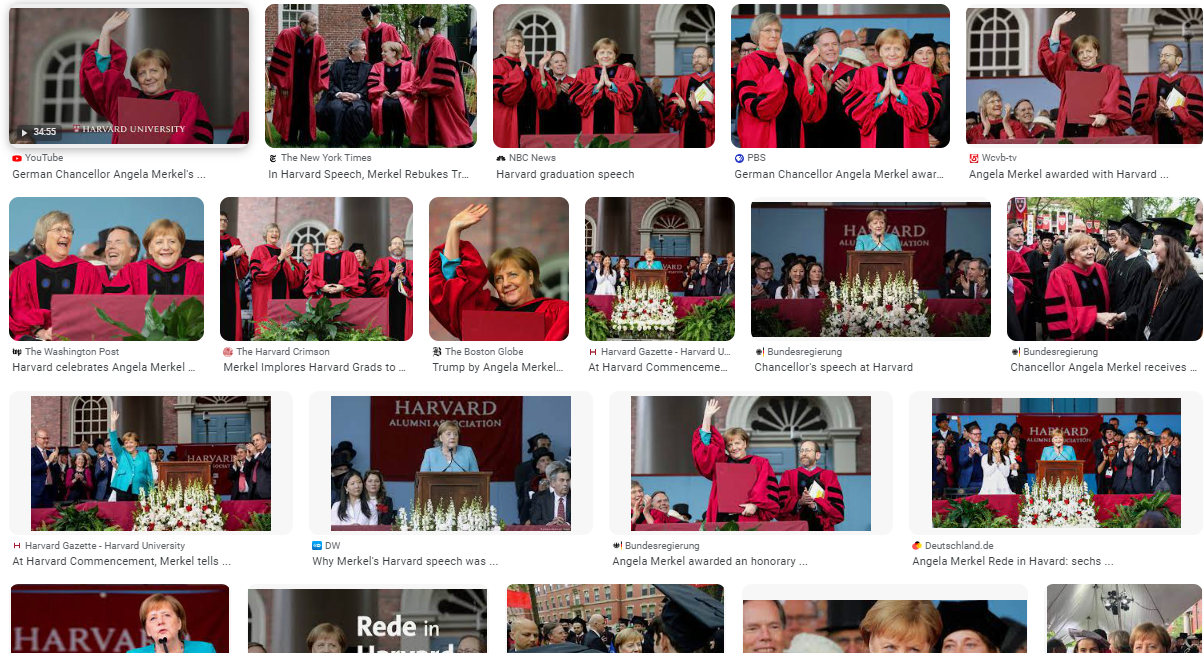 34:55
HARVARD UNIVERSITY
YouTube
German Chancellor Angela Merkel's ...
The New York Times
In Harvard Speech, Merkel Rebukes Tr...
NBC News
Harvard graduation speech
PBS
German Chancellor Angela Merkel awar...
Wcvb-tv
Angela Merkel awarded with Harvard ...
HARVARD
ALUMNI ASSOCIATION
The Washington Post
Harvard celebrates Angela Merkel ...
The Harvard Crimson
Merkel Implores Harvard Grads to ...
The Boston Globe
Trump by Angela Merkel...
Harvard Gazette - Harvard U...
At Harvard Commenceme...
Bundesregierung
Chancellor's speech at Harvard
Bundesregierung
Chancellor Angela Merkel receives ...
HARVARD
HARVARD
ALUMNI ASSOCIATION
HARVARD
ALUMNI ASSOCIATION
Harvard Gazette - Harvard University
At Harvard Commencement, Merkel tells ...
DW
Why Merkel's Harvard speech was ...
Bundesregierung
Angela Merkel awarded an honorary ...
Deutschland.de
Angela Merkel Rede in Havard: sechs ...
HARVA
Rede in
Harvard